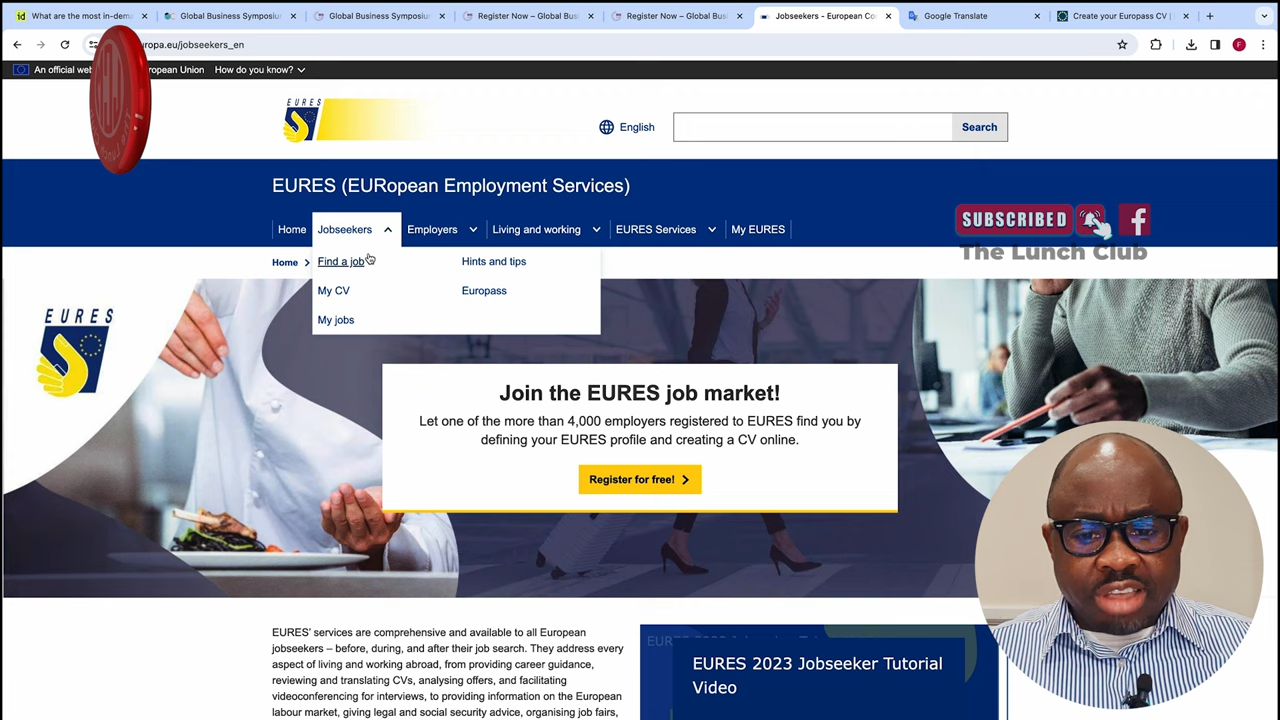 What are the most in-dema
Global Business Symposiu
Global Business Symposiu
Register Now – Global Busi
Register Now – Global Busi
Jobseekers - European Co
Google Translate
Create your Europass CV |
europa.eu/jobseekers_en
F
An official web
ropean Union
How do you know?
EURES
English
Search
EURES (EURopean Employment Services)
Home
Jobseekers
Employers
Living and working
EURES Services
My EURES
SUBSCRIBED
The Lunch Club
Home
Find a job
Hints and tips
My CV
Europass
My jobs
EURES
Join the EURES job market!
Let one of the more than 4,000 employers registered to EURES find you by
defining your EURES profile and creating a CV online.
Register for free!
EURES' services are comprehensive and available to all European
jobseekers – before, during, and after their job search. They address every
aspect of living and working abroad, from providing career guidance,
reviewing and translating CVs, analysing offers, and facilitating
videoconferencing for interviews, to providing information on the European
labour market, giving legal and social security advice, organising job fairs,
EURES 2023 Jobseeker Tutorial
Video